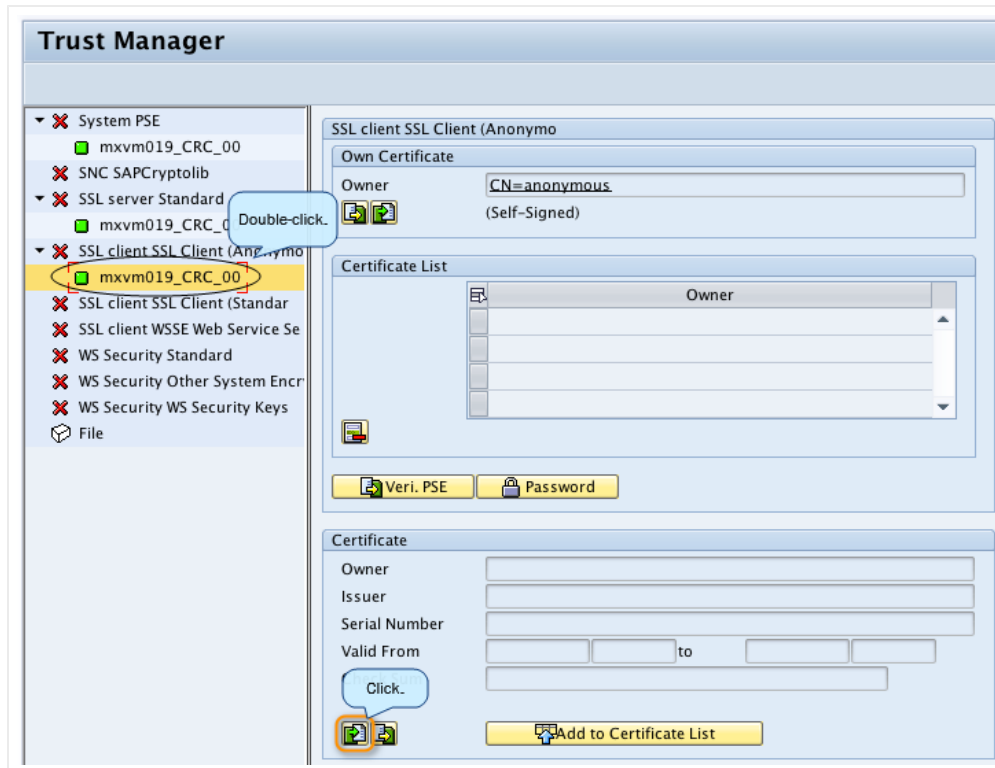 Trust Manager
System PSE
mxvm019_CRC_00
SNC SAPCryptolib
SSL server Standard
mxvm019_CRC_0
Double-click.
SSL client SSL Client (Anonymo
mxvm019_CRC_00
SSL client SSL Client (Standar
SSL client WSSE Web Service Se
WS Security Standard
WS Security Other System Encr
WS Security WS Security Keys
File
SSL client SSL Client (Anonymo
Own Certificate
Owner CN=anonymous
(Self-Signed)
Certificate List
Owner
Veri. PSE Password
Certificate
Owner
Issuer
Serial Number
Valid From to
Check Sum
Click.
Add to Certificate List